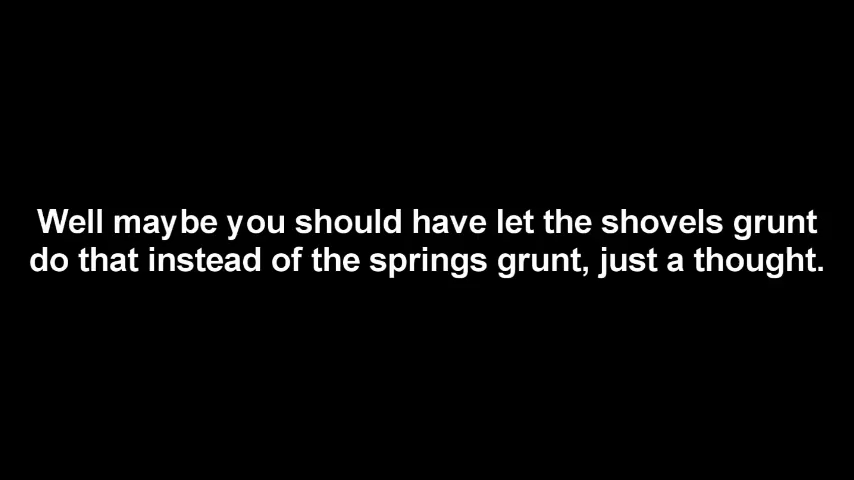 Well maybe you should have let the shovels grunt
do that instead of the springs grunt, just a thought.